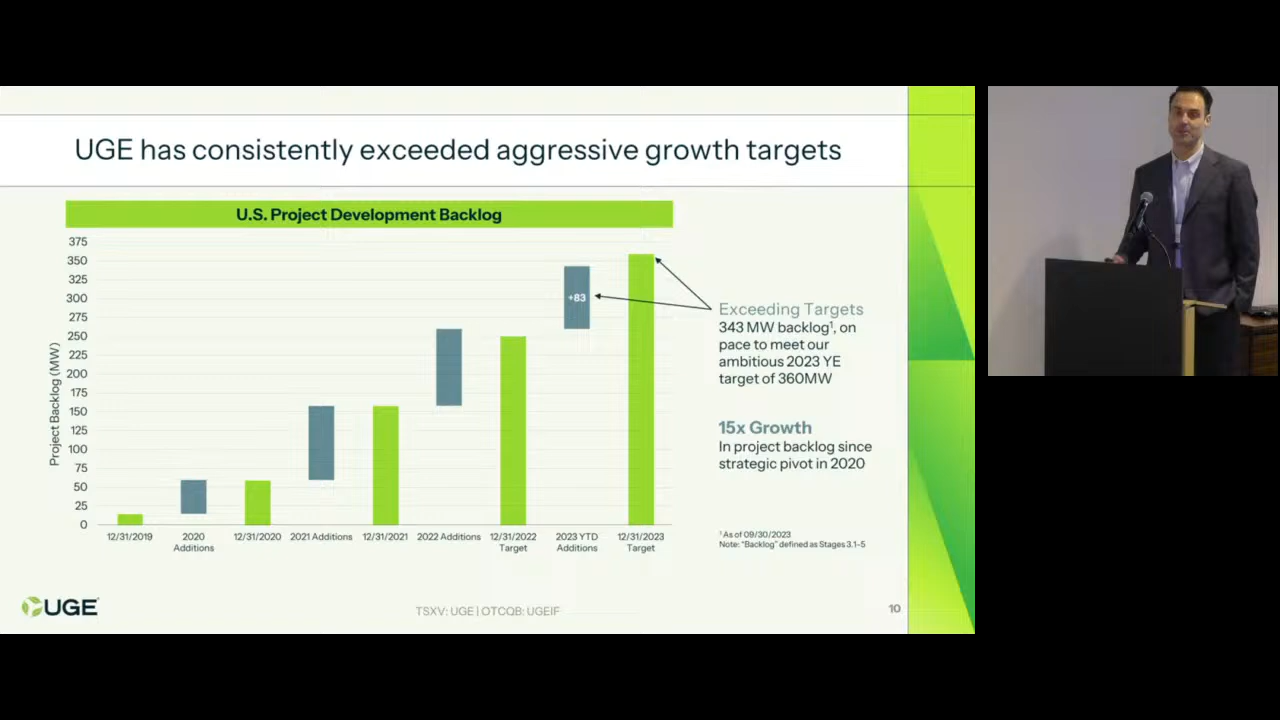 UGE has consistently exceeded aggressive growth targets
U.S. Project Development Backlog
375
350
325
300
275
250
225
200
175
150
125
100
75
50
25
0
Project Backlog (MW)
+83
12/31/2019
2020
Additions
12/31/2020
2021 Additions
12/31/2021
2022 Additions
12/31/2022
Target
2023 YTD
Additions
12/31/2023
Target
Exceeding Targets
343 MW backlog¹, on
pace to meet our
ambitious 2023 YE
target of 360MW
15x Growth
In project backlog since
strategic pivot in 2020
¹ As of 09/30/2023
Note: “Backlog” defined as Stages 3.1-5
UGE
TSXV: UGE | OTCQB: UGEIF
10